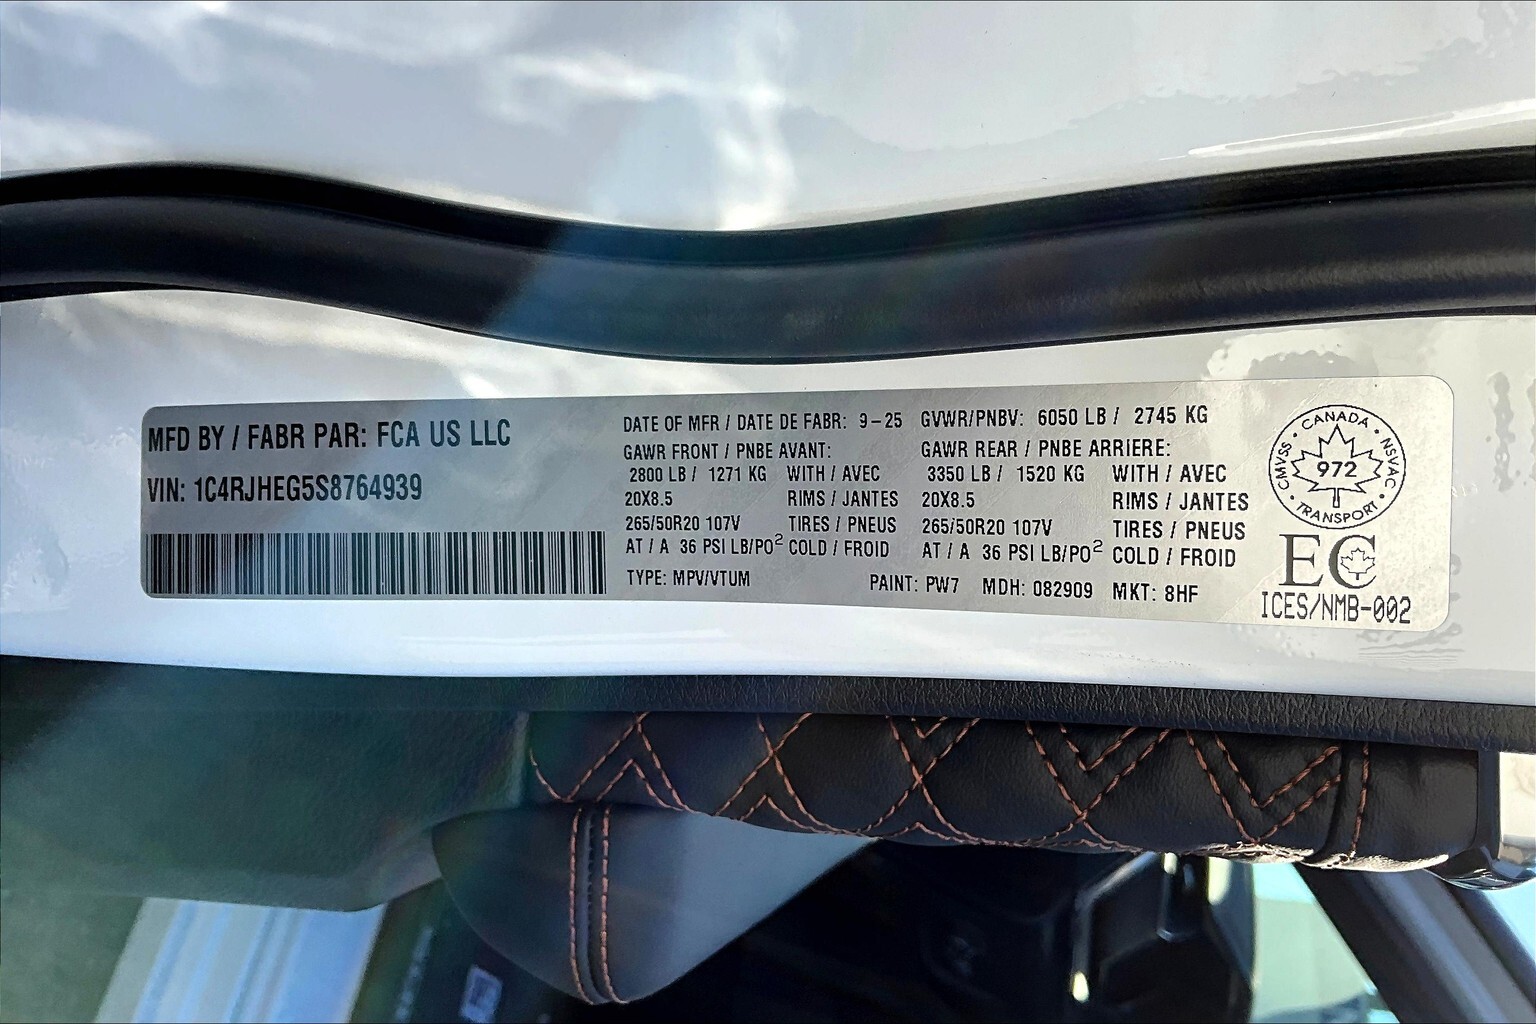 MFD BY / FABR PAR: FCA US LLC
VIN: 1C4RJHEG5S8764939
DATE OF MFR / DATE DE FABR: 9-25 GVWR/PNBV: 6050 LB / 2745 KG
GAWR FRONT / PNBE AVANT: GAWR REAR / PNBE ARRIERE:
2800 LB / 1271 KG WITH / AVEC 3350 LB / 1520 KG WITH / AVEC
20X8.5 RIMS / JANTES 20X8.5 RIMS / JANTES
265/50R20 107V TIRES / PNEUS 265/50R20 107V TIRES / PNEUS
AT / A 36 PSI LB/PO² COLD / FROID AT / A 36 PSI LB/PO² COLD / FROID
TYPE: MPV/VTUM PAINT: PW7 MDH: 082909 MKT: 8HF
CMVSS · CANADA · NSVAC · TRANSPORT ·
972
EC
ICES/NMB-002